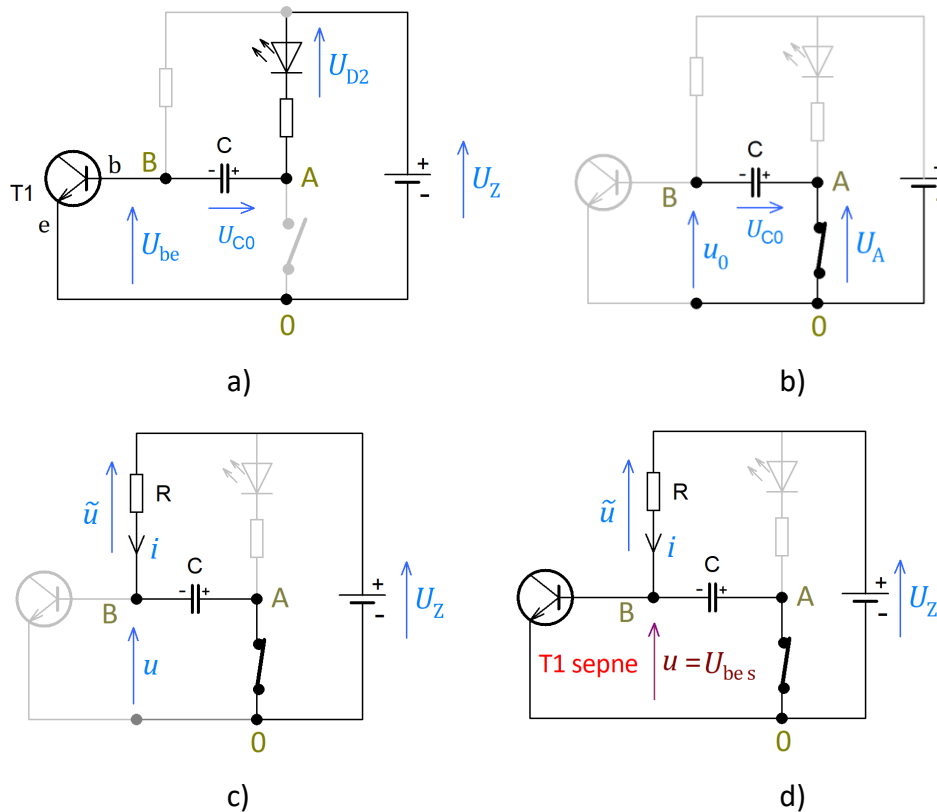 U_D2
C
b
B
A
- +
+
-
U_Z
T1
e
U_be
U_C0
0
a)
C
B
A
- +
+
-
u_0
U_C0
U_A
0
b)
ũ
R
i
C
B
A
- +
+
-
U_Z
u
0
c)
ũ
R
i
C
B
A
- +
+
-
U_Z
T1 sepne
u = U_be s
0
d)